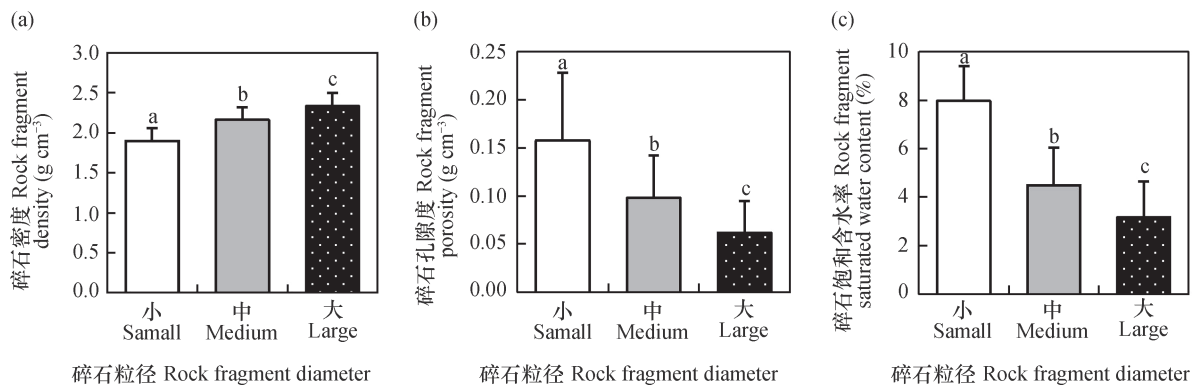 (a)
碎石密度 Rock fragment
density (g cm⁻³)
3.0
2.5
2.0
1.5
1.0
0.5
0.0
a
b
c
小
中
大
Samall
Medium
Large
碎石粒径 Rock fragment diameter
(b)
碎石孔隙度 Rock fragment
porosity (g cm⁻³)
0.25
0.20
0.15
0.10
0.05
0.00
a
b
c
小
中
大
Samall
Medium
Large
碎石粒径 Rock fragment diameter
(c)
碎石饱和含水率 Rock fragment
saturated water content (%)
10
8
6
4
2
0
a
b
c
小
中
大
Samall
Medium
Large
碎石粒径 Rock fragment diameter